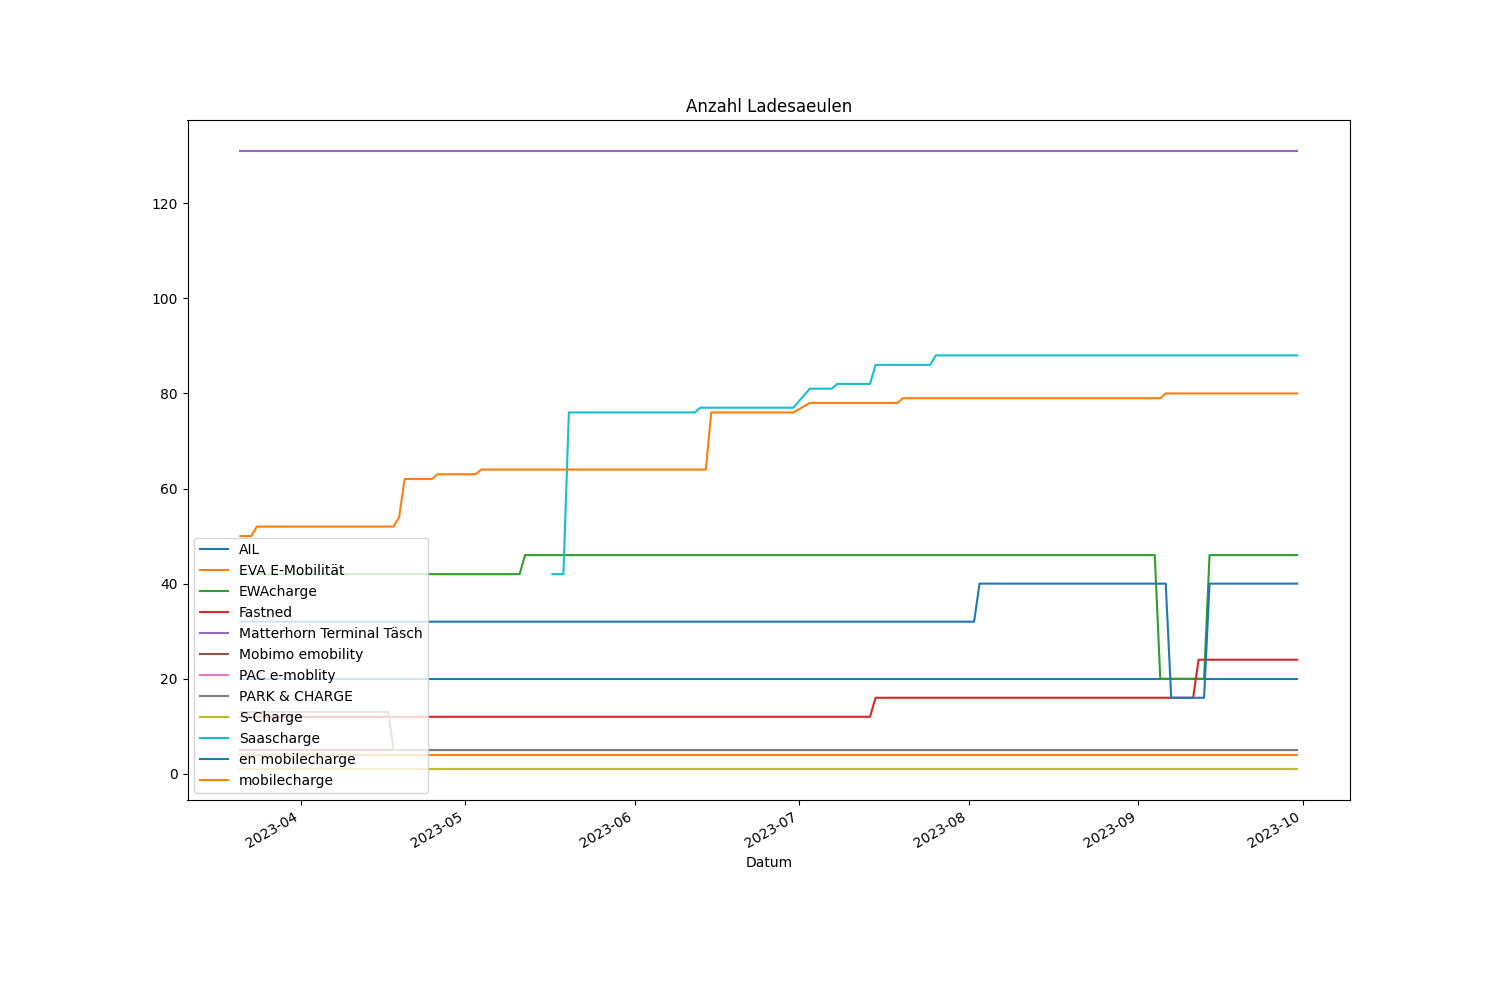 Anzahl Ladesaeulen
120
100
80
60
40
20
0
AIL
EVA E-Mobilität
EWAcharge
Fastned
Matterhorn Terminal Täsch
Mobimo emobility
PAC e-moblity
PARK & CHARGE
S-Charge
Saascharge
en mobilecharge
mobilecharge
2023-04
2023-05
2023-06
2023-07
2023-08
2023-09
2023-10
Datum